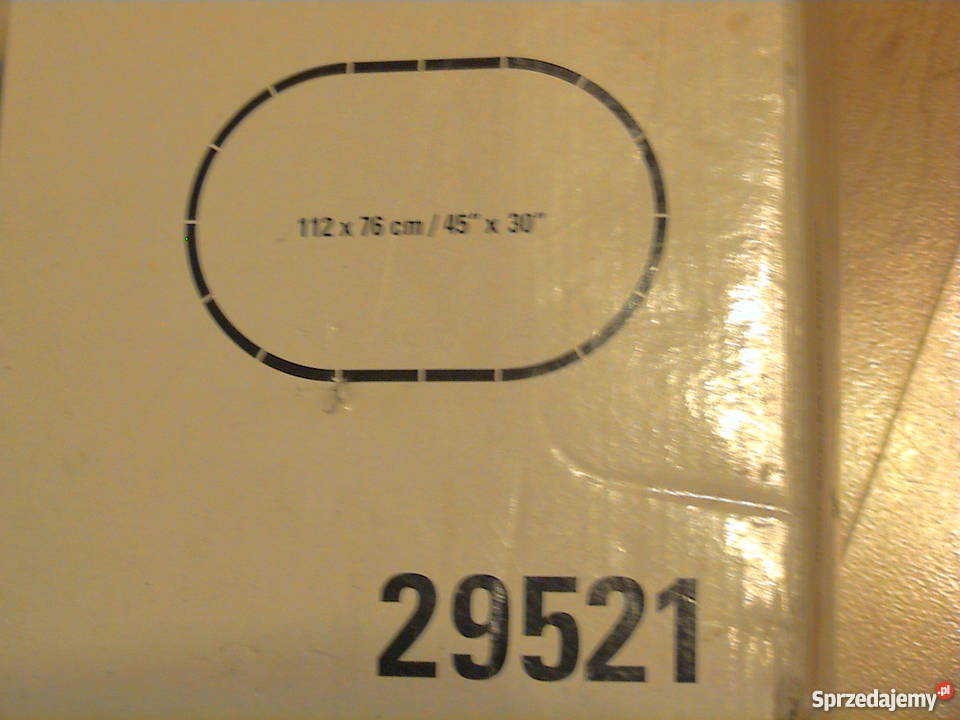 112 x 76 cm / 45" x 30"
29521
Sprzedajemy.pl